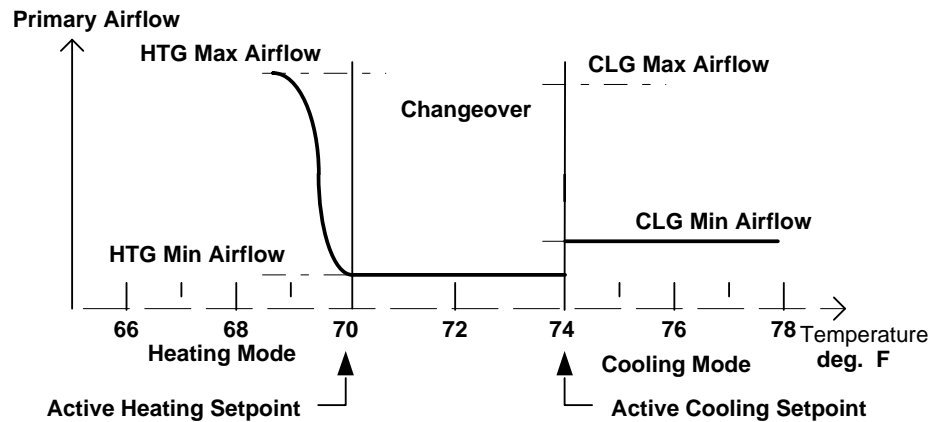 Primary Airflow
HTG Max Airflow
CLG Max Airflow
Changeover
CLG Min Airflow
HTG Min Airflow
66 68 70 72 74 76 78
Temperature
deg. F
Heating Mode
Cooling Mode
Active Heating Setpoint
Active Cooling Setpoint